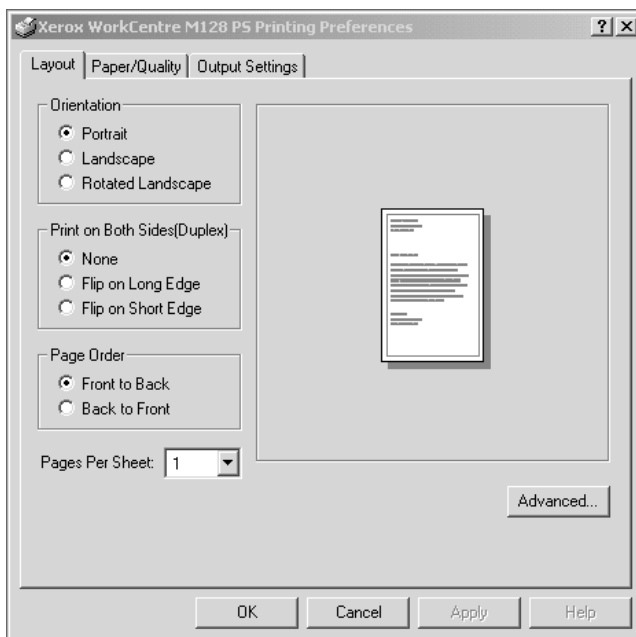 Xerox WorkCentre M128 PS Printing Preferences
Layout
Paper/Quality
Output Settings
Orientation
Portrait
Landscape
Rotated Landscape
Print on Both Sides(Duplex)
None
Flip on Long Edge
Flip on Short Edge
Page Order
Front to Back
Back to Front
Pages Per Sheet: 1
Advanced...
OK
Cancel
Apply
Help